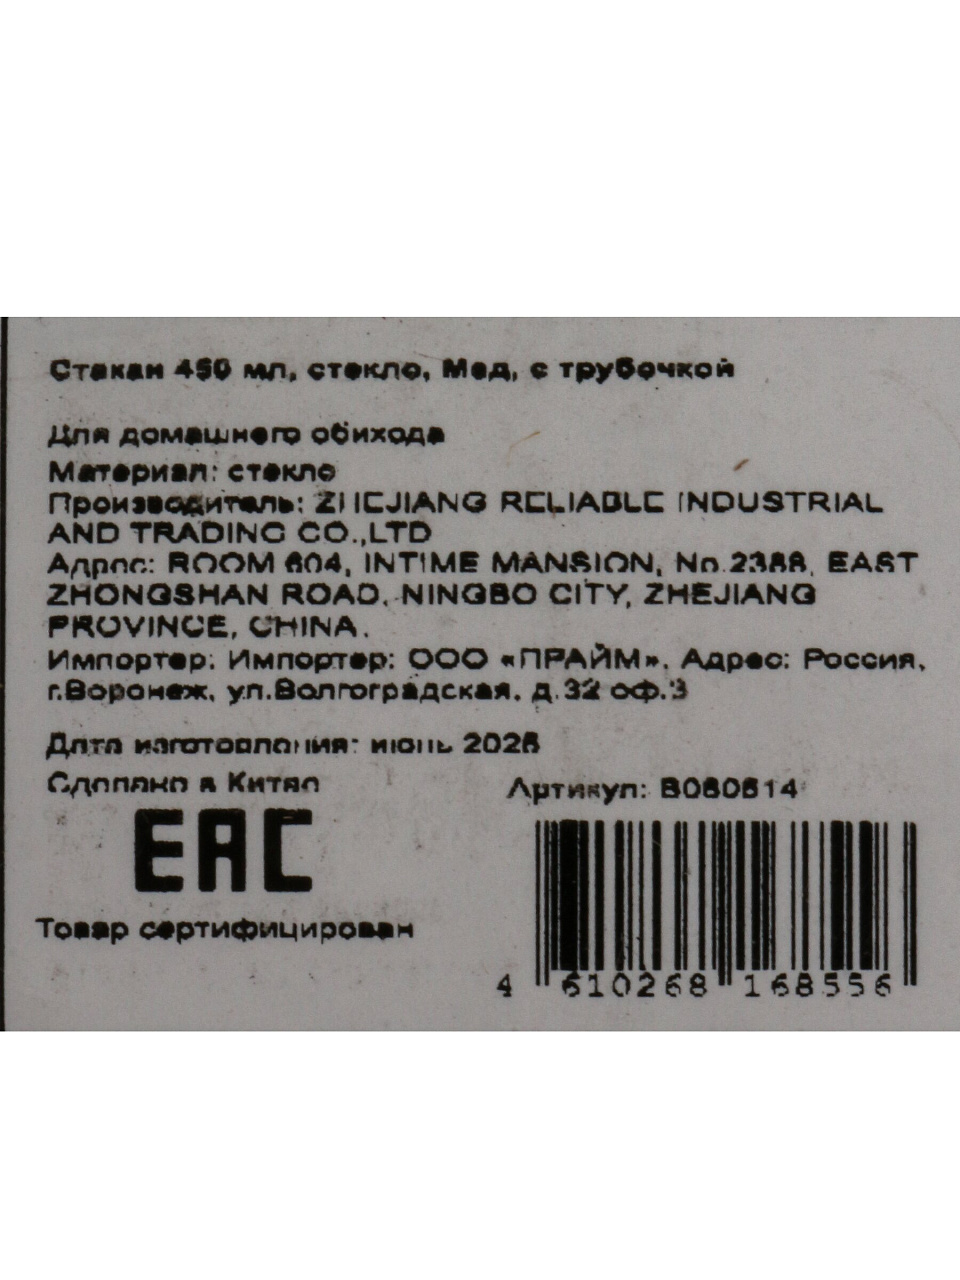 Стакан 450 мл, стекло, Мед, с трубочкой
Для домашнего обихода
Материал: стекло
Производитель: ZHEJIANG RELIABLE INDUSTRIAL
AND TRADING CO.,LTD
Адрес: ROOM 604, INTIME MANSION, No.2388, EAST
ZHONGSHAN ROAD, NINGBO CITY, ZHEJIANG
PROVINCE, CHINA.
Импортер: Импортер: ООО «ПРАЙМ». Адрес: Россия,
г.Воронеж, ул.Волгоградская, д.32 оф.3
Дата изготовления: июнь
Сделано в Китае
Артикул:
EAC
Товар сертифицирован
4 610268 168556